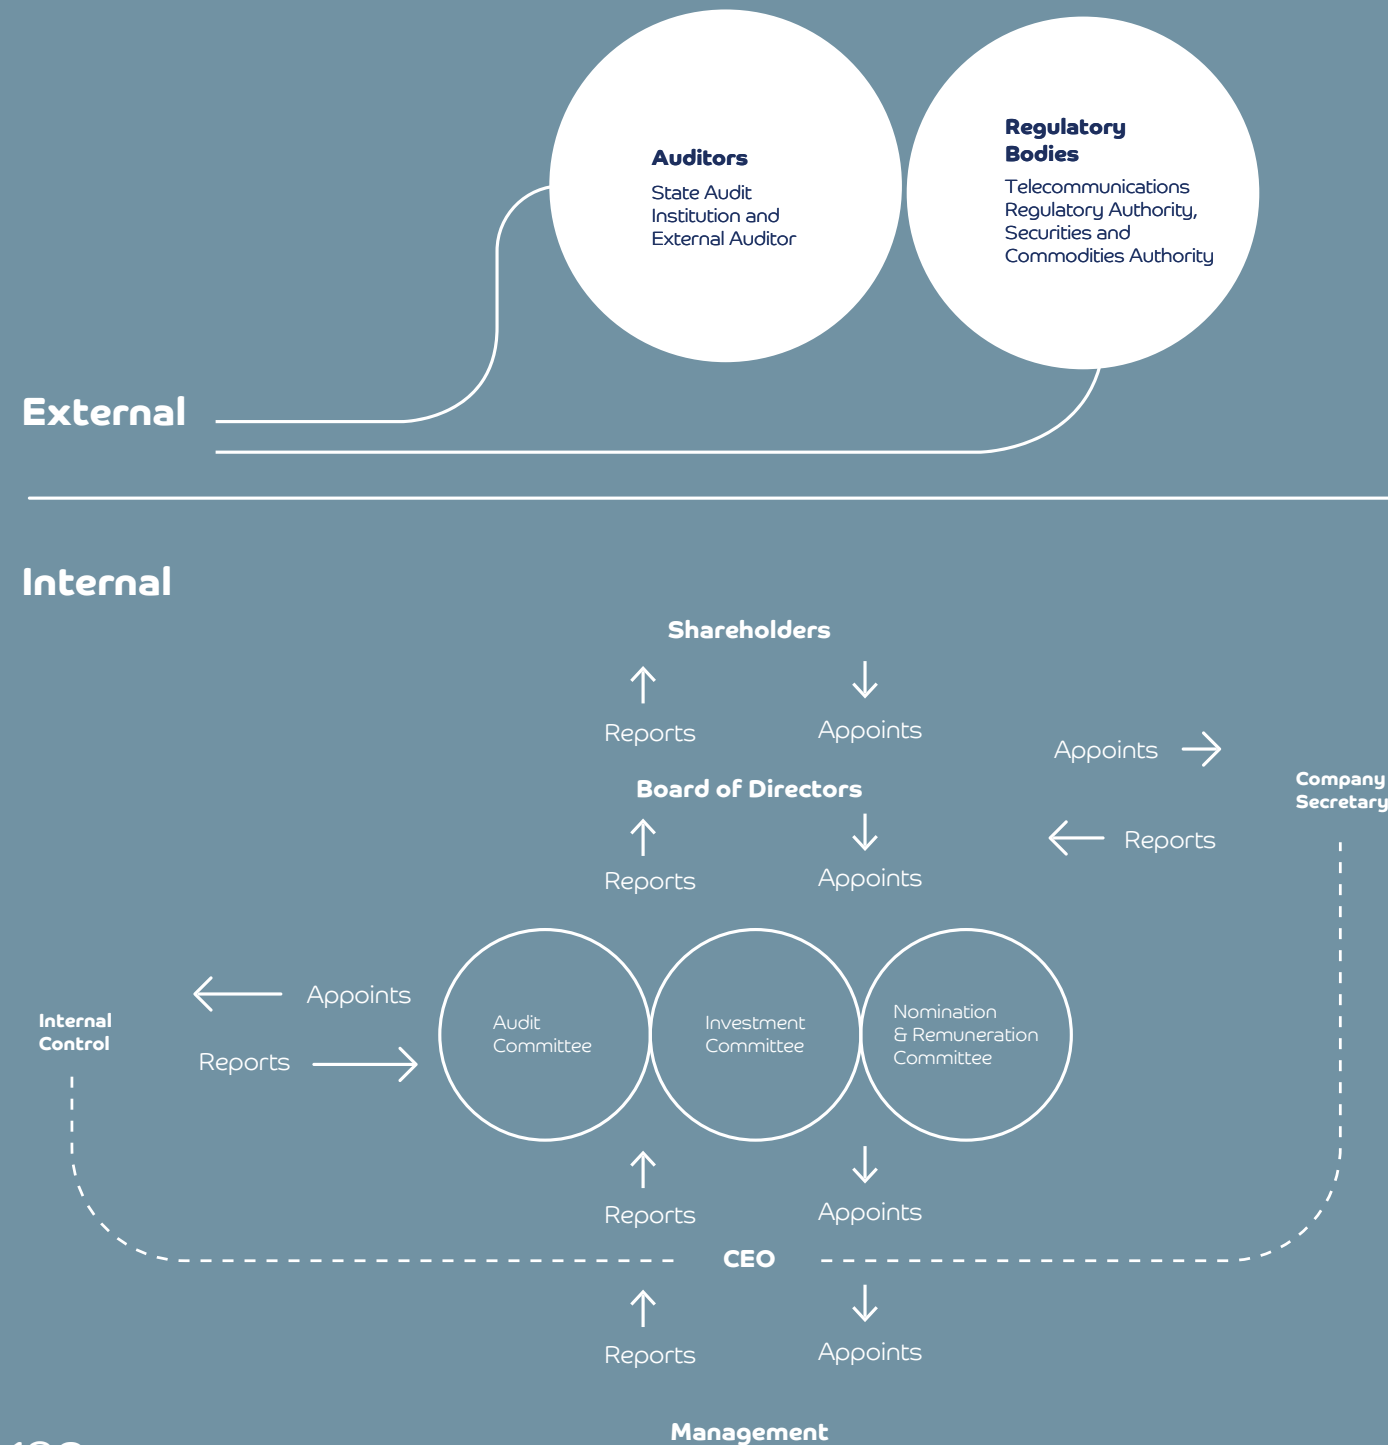 Auditors
State Audit
Institution and
External Auditor
Regulatory
Bodies
Telecommunications
Regulatory Authority,
Securities and
Commodities Authority
External
Internal
Shareholders
Reports
Appoints
Appoints
Company
Secretary
Board of Directors
Reports
Reports
Appoints
Appoints
Internal
Control
Reports
Audit
Committee
Investment
Committee
Nomination
& Remuneration
Committee
Reports
Appoints
CEO
Reports
Appoints
Management